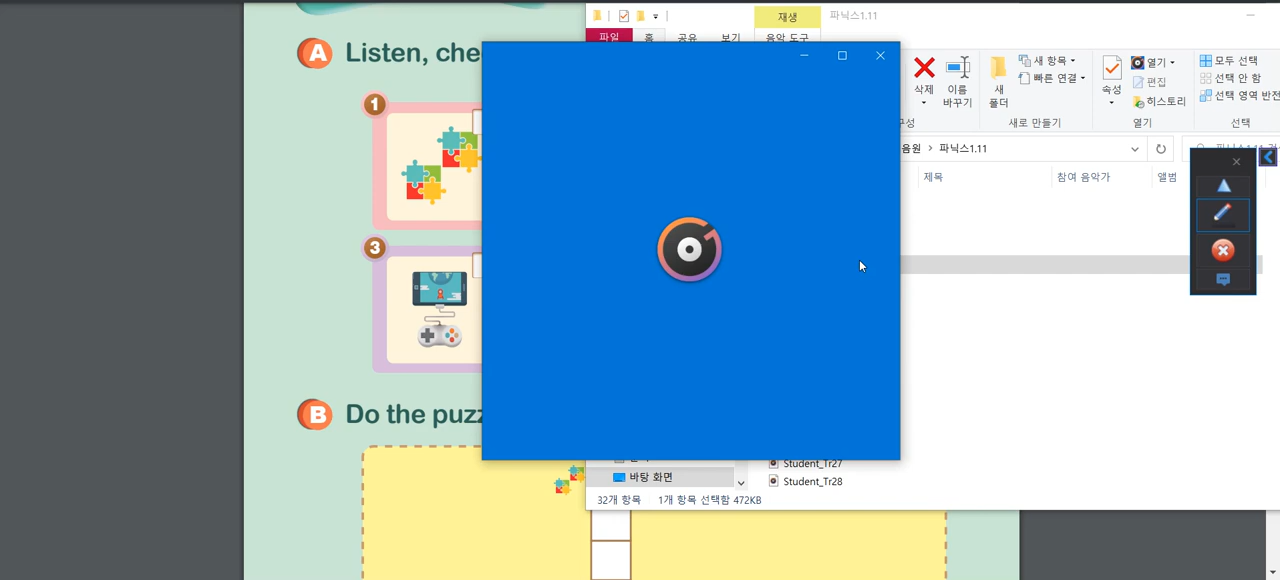 A Listen, che
1
3
B Do the puzz
재생
파닉스1.11
파일
홈
공유
보기
음악 도구
삭제
이름
바꾸기
새
폴더
새 항목
빠른 연결
새로 만들기
속성
열기
편집
히스토리
열기
모두 선택
선택 안 함
선택 영역 반전
선택
구성
음원 > 파닉스1.11
제목
참여 음악가
앨범
Student_Tr27
바탕 화면
Student_Tr28
32개 항목
1개 항목 선택함 472KB